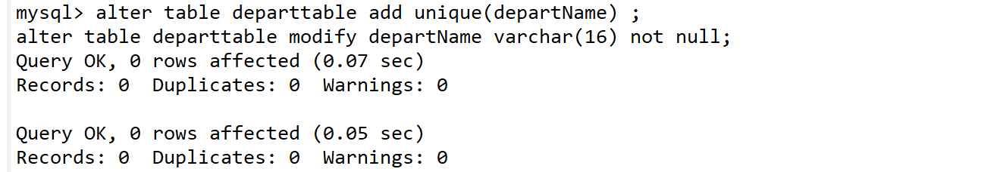 mysql> alter table departtable add unique(departName) ;
alter table departtable modify departName varchar(16) not null;
Query OK, 0 rows affected (0.07 sec)
Records: 0  Duplicates: 0  Warnings: 0

Query OK, 0 rows affected (0.05 sec)
Records: 0  Duplicates: 0  Warnings: 0